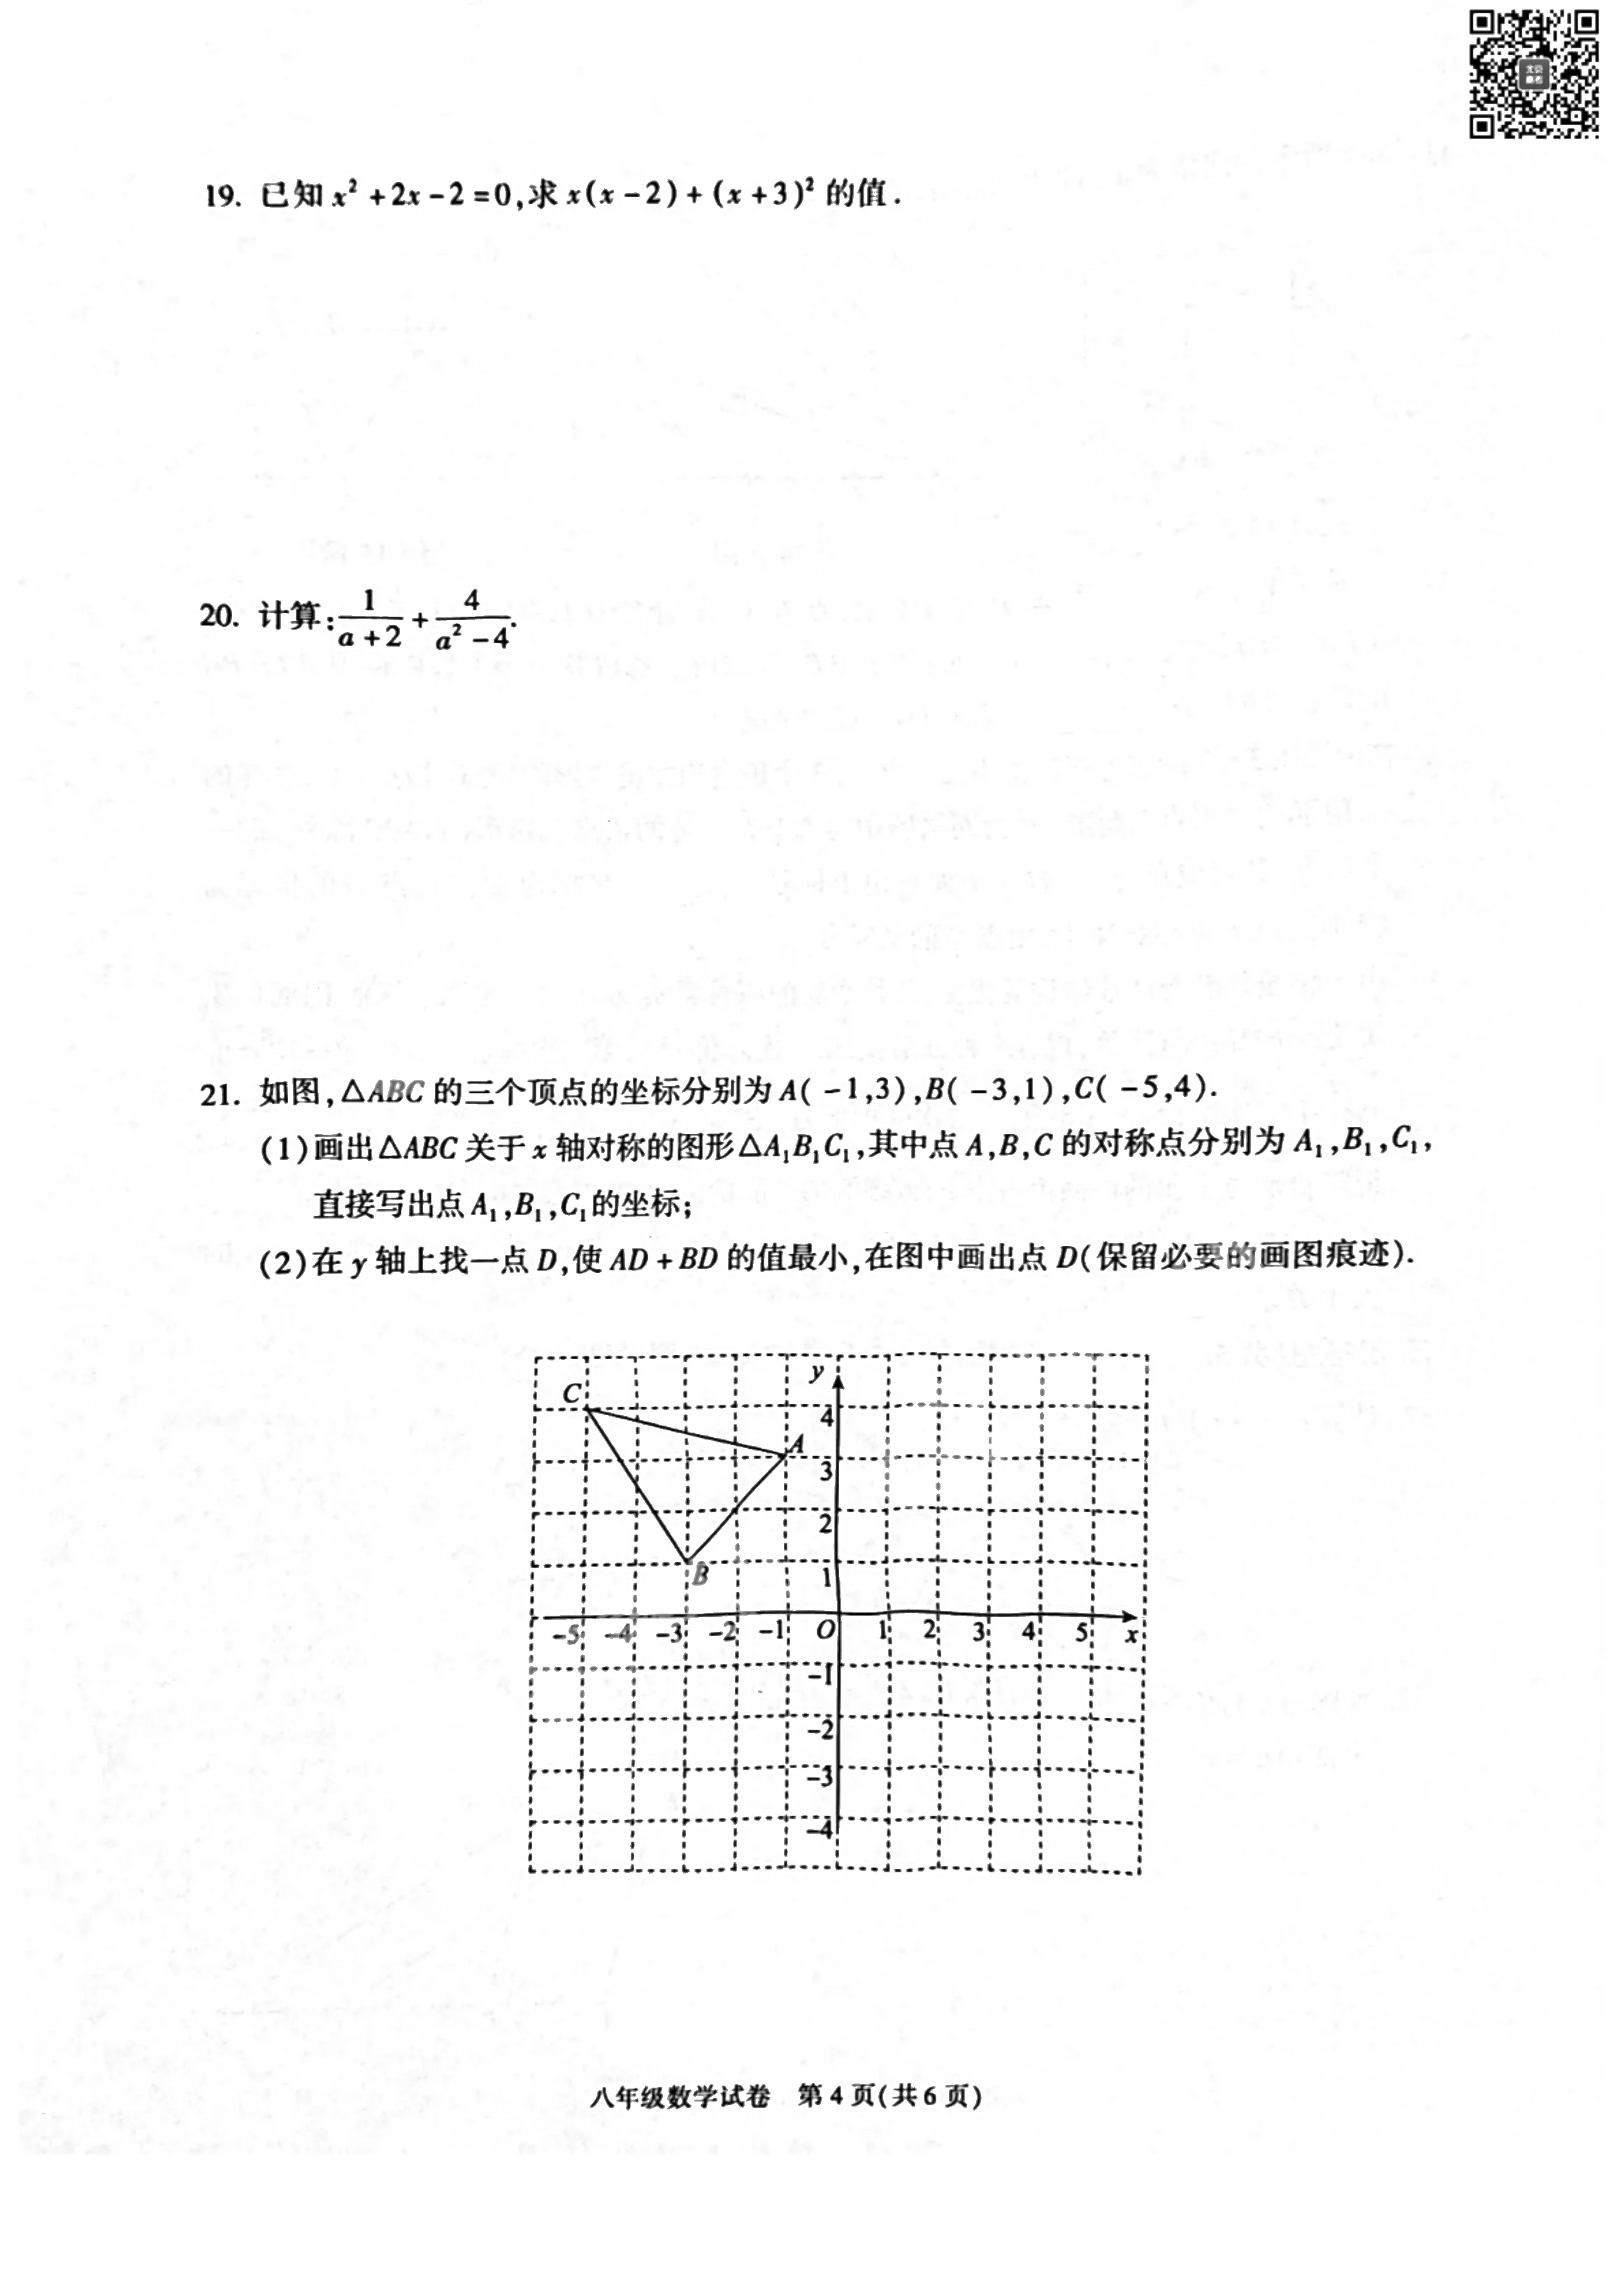 19. 已知 x² + 2x - 2 = 0,求 x(x - 2) + (x + 3)² 的值.
20. 计算: 1/(a + 2) + 4/(a² - 4).
21. 如图,△ABC 的三个顶点的坐标分别为 A( -1,3),B( -3,1),C( -5,4).
(1)画出△ABC 关于 x 轴对称的图形△A₁B₁C₁,其中点 A,B,C 的对称点分别为 A₁,B₁,C₁,
直接写出点 A₁,B₁,C₁的坐标;
(2)在 y 轴上找一点 D,使 AD + BD 的值最小,在图中画出点 D(保留必要的画图痕迹).
y
C
4
A
3
2
B
1
-5 -4 -3 -2 -1 O 1 2 3 4 5 x
-1
-2
-3
-4
八年级数学试卷 第 4 页(共 6 页)